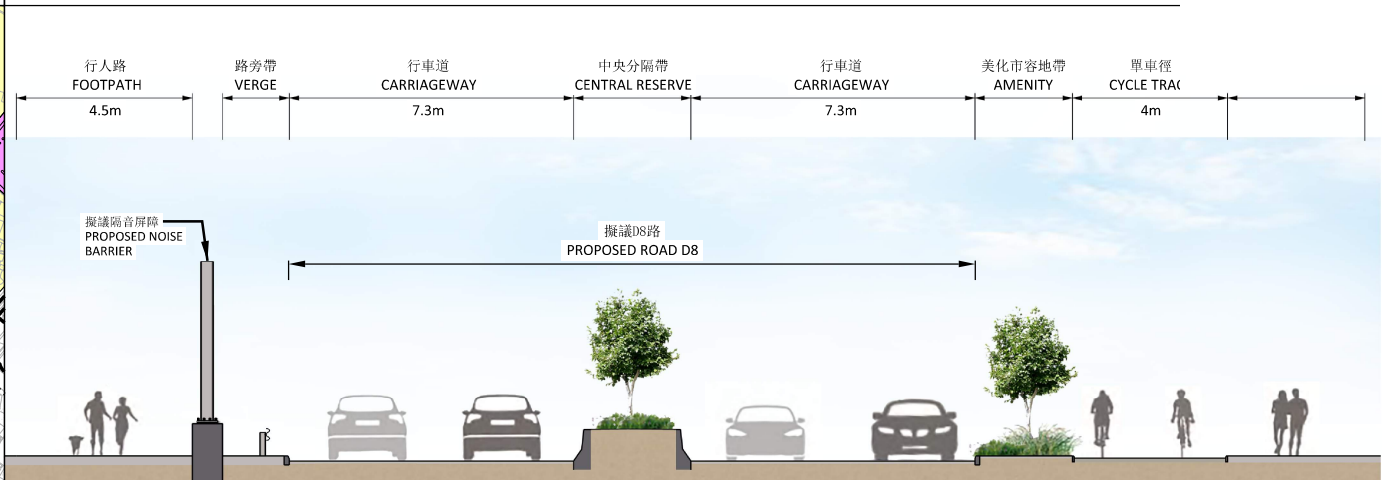 行人路
FOOTPATH
4.5m
路旁帶
VERGE
行車道
CARRIAGEWAY
7.3m
中央分隔帶
CENTRAL RESERVE
行車道
CARRIAGEWAY
7.3m
美化市容地帶
AMENITY
單車徑
CYCLE TRAC
4m
擬議隔音屏障
PROPOSED NOISE
BARRIER
擬議D8路
PROPOSED ROAD D8